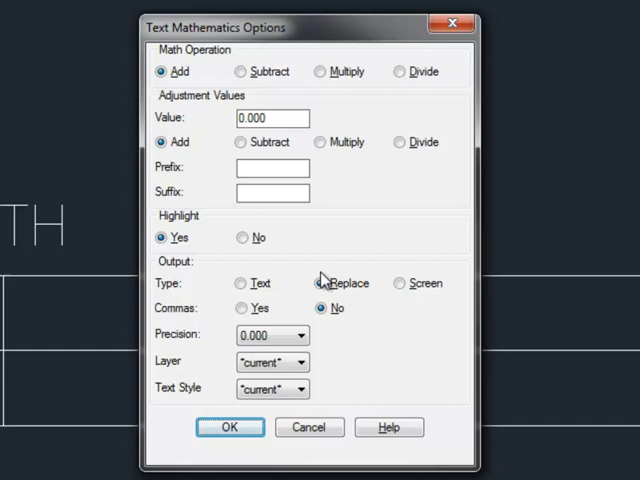 Text Mathematics Options
Math Operation
Add Subtract Multiply Divide
Adjustment Values
Value: 0.000
Add Subtract Multiply Divide
Prefix:
Suffix:
Highlight
Yes No
Output:
Type: Text Replace Screen
Commas: Yes No
Precision: 0.000
Layer *current*
Text Style *current*
OK Cancel Help
TH